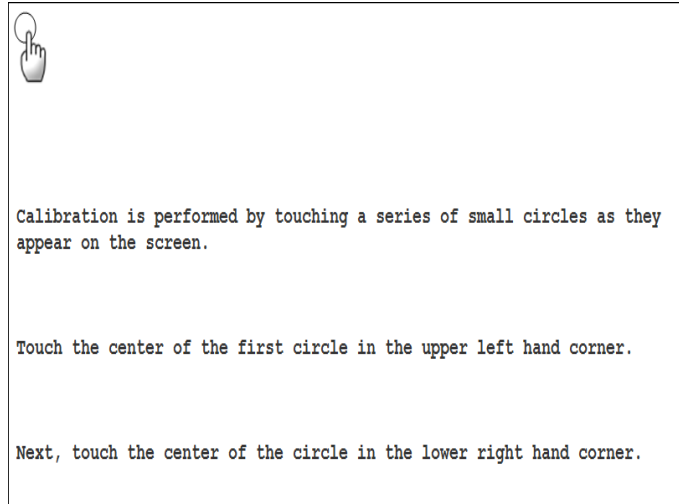 Calibration is performed by touching a series of small circles as they
appear on the screen.
Touch the center of the first circle in the upper left hand corner.
Next, touch the center of the circle in the lower right hand corner.